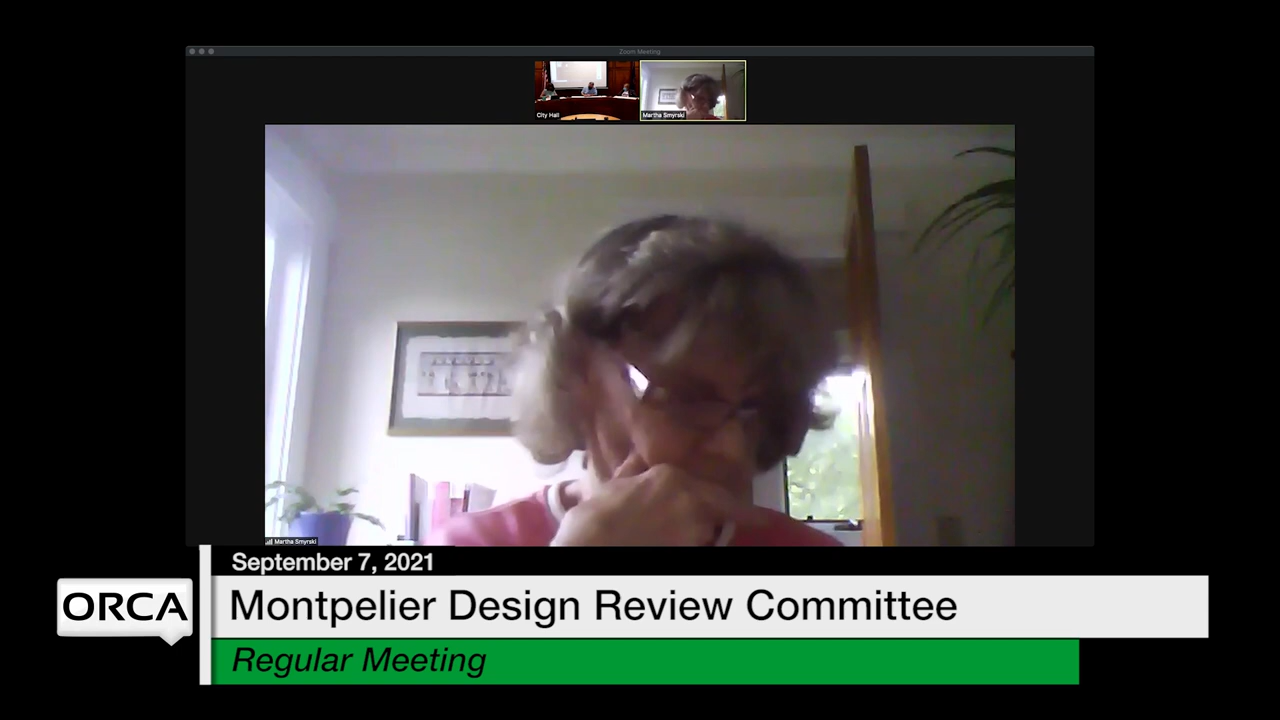 Zoom Meeting
City Hall
Martha Smyrski
Martha Smyrski
September 7, 2021
ORCA
Montpelier Design Review Committee
Regular Meeting